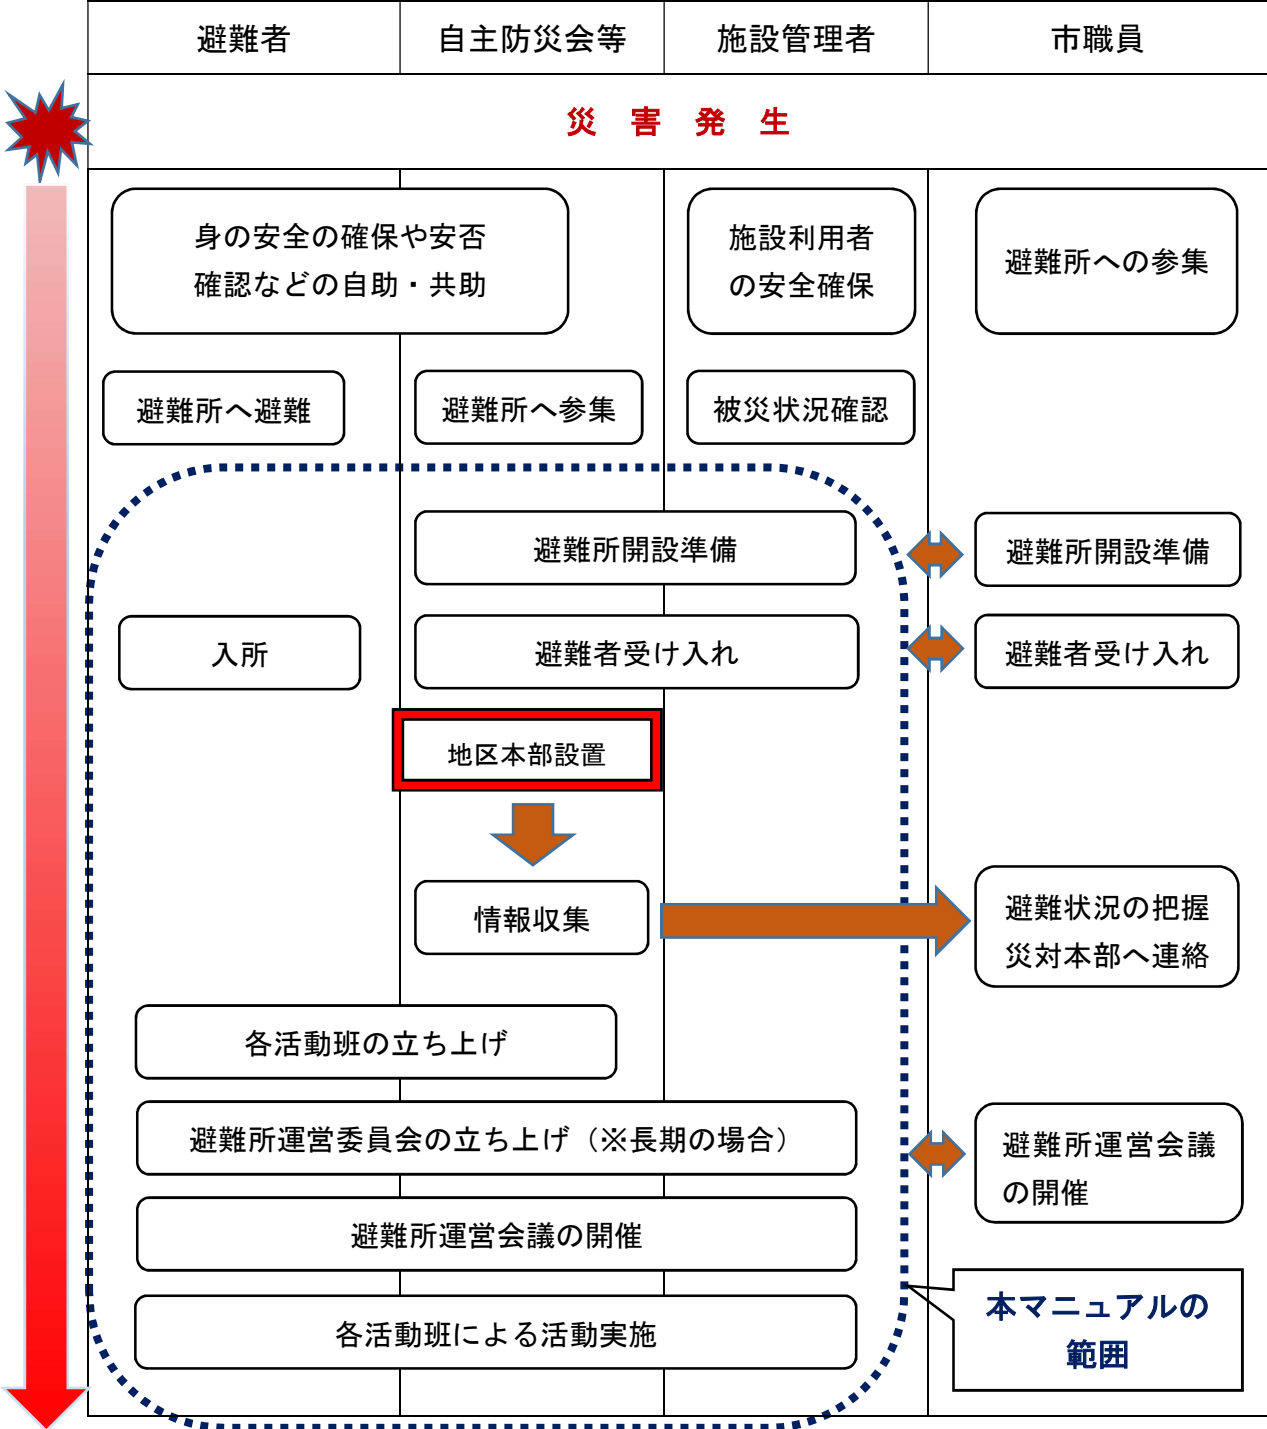 避難者
自主防災会等
施設管理者
市職員
災　害　発　生
身の安全の確保や安否
確認などの自助・共助
施設利用者
の安全確保
避難所への参集
避難所へ避難
避難所へ参集
被災状況確認
避難所開設準備
避難所開設準備
入所
避難者受け入れ
避難者受け入れ
地区本部設置
情報収集
避難状況の把握
災対本部へ連絡
各活動班の立ち上げ
避難所運営委員会の立ち上げ（※長期の場合）
避難所運営会議
の開催
避難所運営会議の開催
本マニュアルの
範囲
各活動班による活動実施